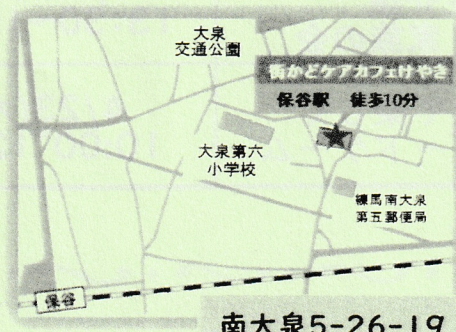 大泉
交通公園
街かどケアカフェけやき
保谷駅 徒歩10分
大泉第六
小学校
練馬南大泉
第五郵便局
保谷
南大泉5-26-19